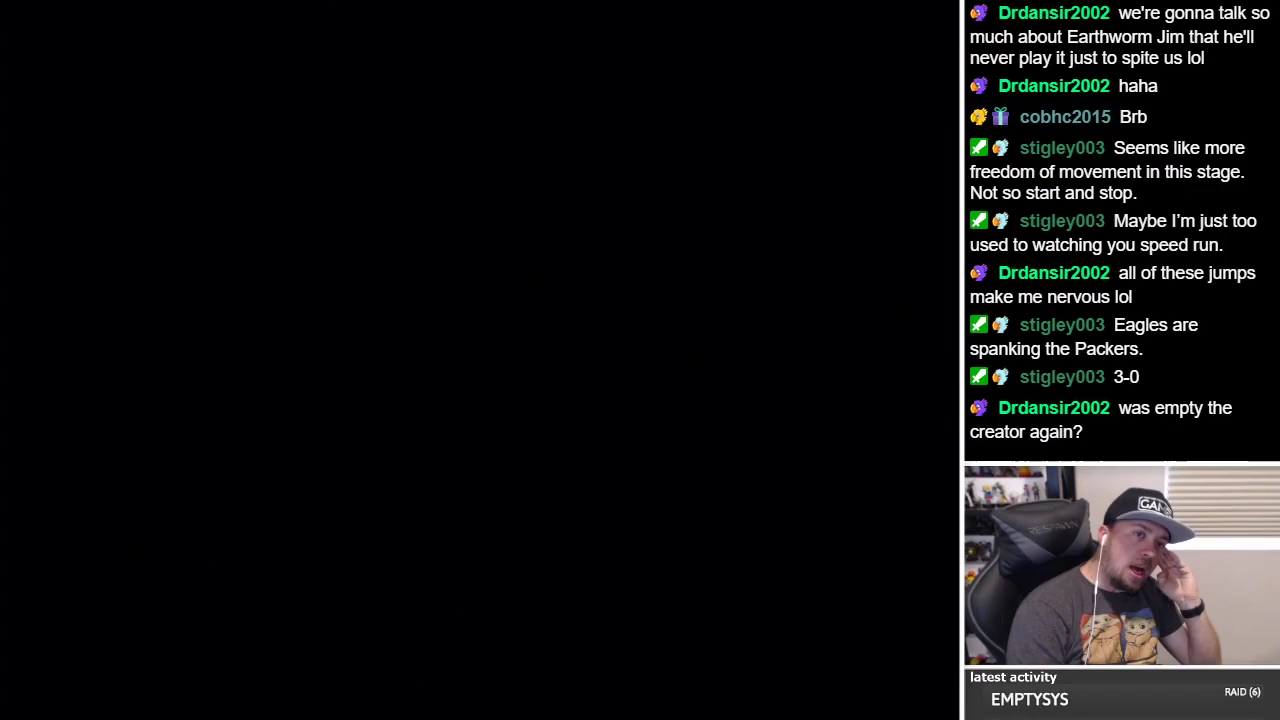 Drdansir2002 we're gonna talk so
much about Earthworm Jim that he'll
never play it just to spite us lol
Drdansir2002 haha
cobhc2015 Brb
stigley003 Seems like more
freedom of movement in this stage.
Not so start and stop.
stigley003 Maybe I’m just too
used to watching you speed run.
Drdansir2002 all of these jumps
make me nervous lol
stigley003 Eagles are
spanking the Packers.
stigley003 3-0
Drdansir2002 was empty the
creator again?
RESPAWN
latest activity
EMPTYSYS RAID (6)